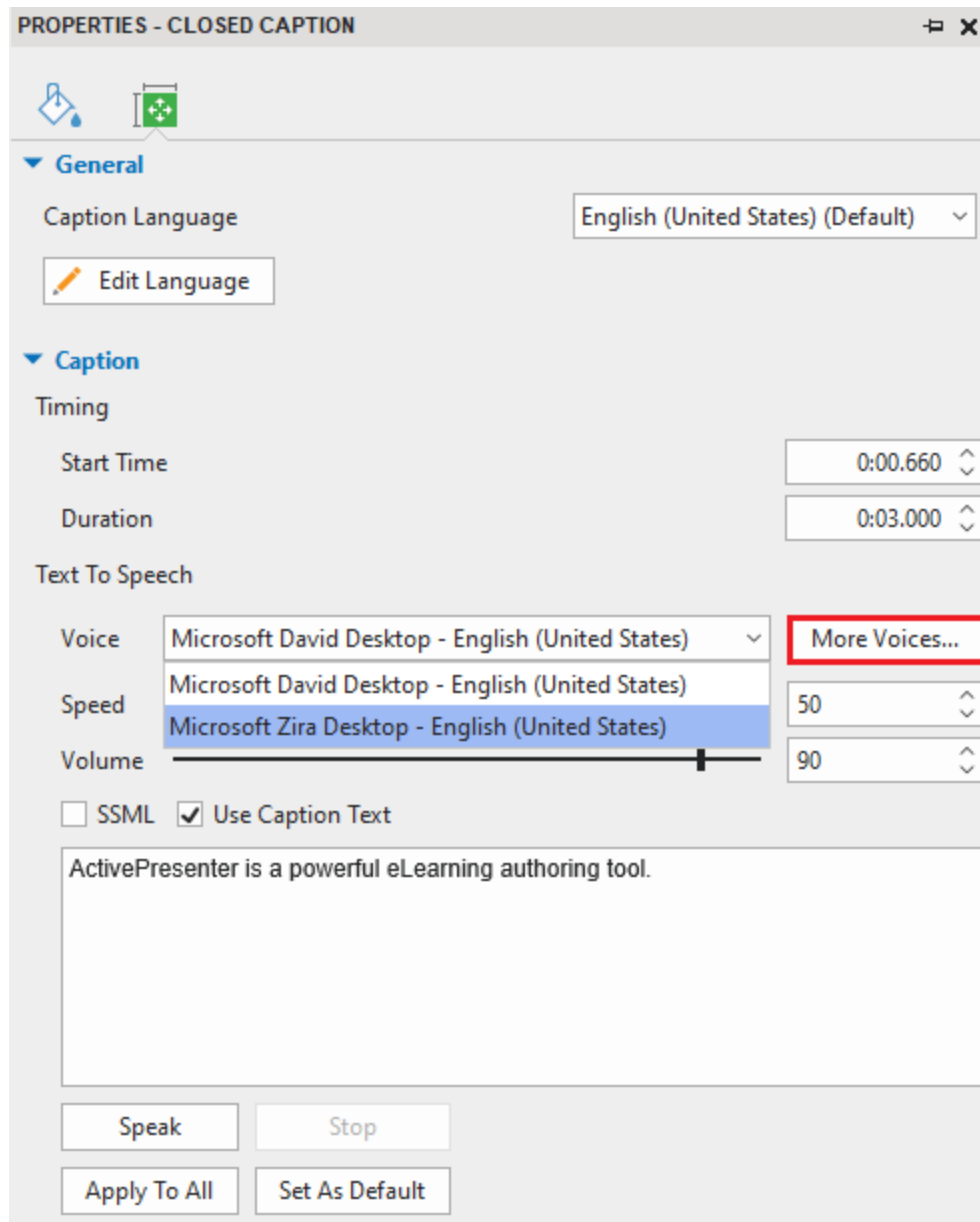 PROPERTIES - CLOSED CAPTION
General
Caption Language English (United States) (Default)
Edit Language
Caption
Timing
Start Time 0:00.660
Duration 0:03.000
Text To Speech
Voice Microsoft David Desktop - English (United States) More Voices...
Microsoft David Desktop - English (United States)
Speed 50
Microsoft Zira Desktop - English (United States)
Volume 90
SSML Use Caption Text
ActivePresenter is a powerful eLearning authoring tool.
Speak Stop
Apply To All Set As Default